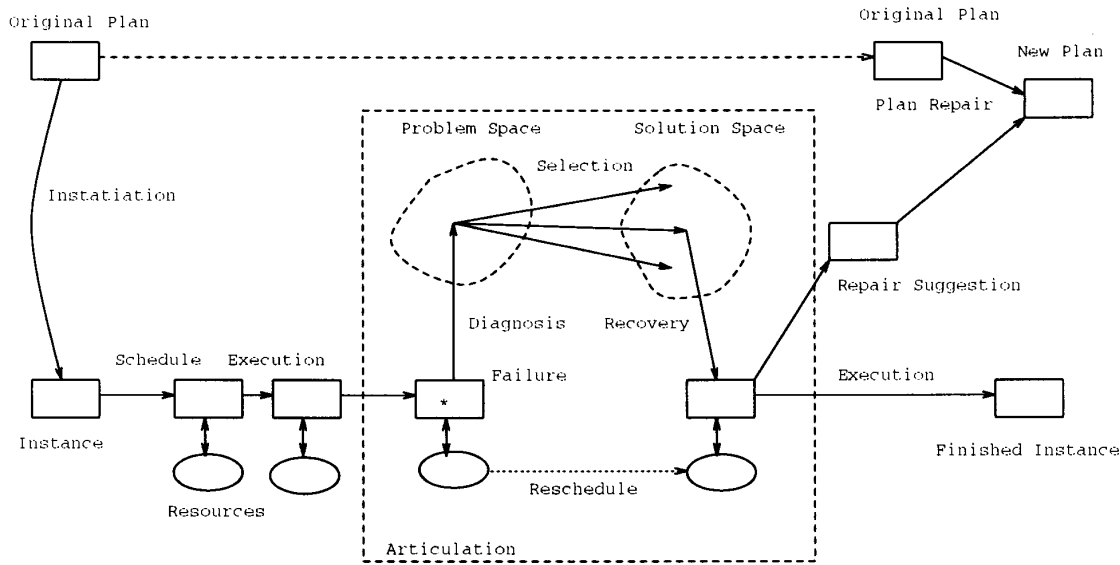 Original Plan
Original Plan
New Plan
Plan Repair
Problem Space
Solution Space
Selection
Instatiation
Repair Suggestion
Diagnosis
Recovery
Schedule
Execution
Failure
Execution
*
Instance
Finished Instance
Reschedule
Resources
Articulation